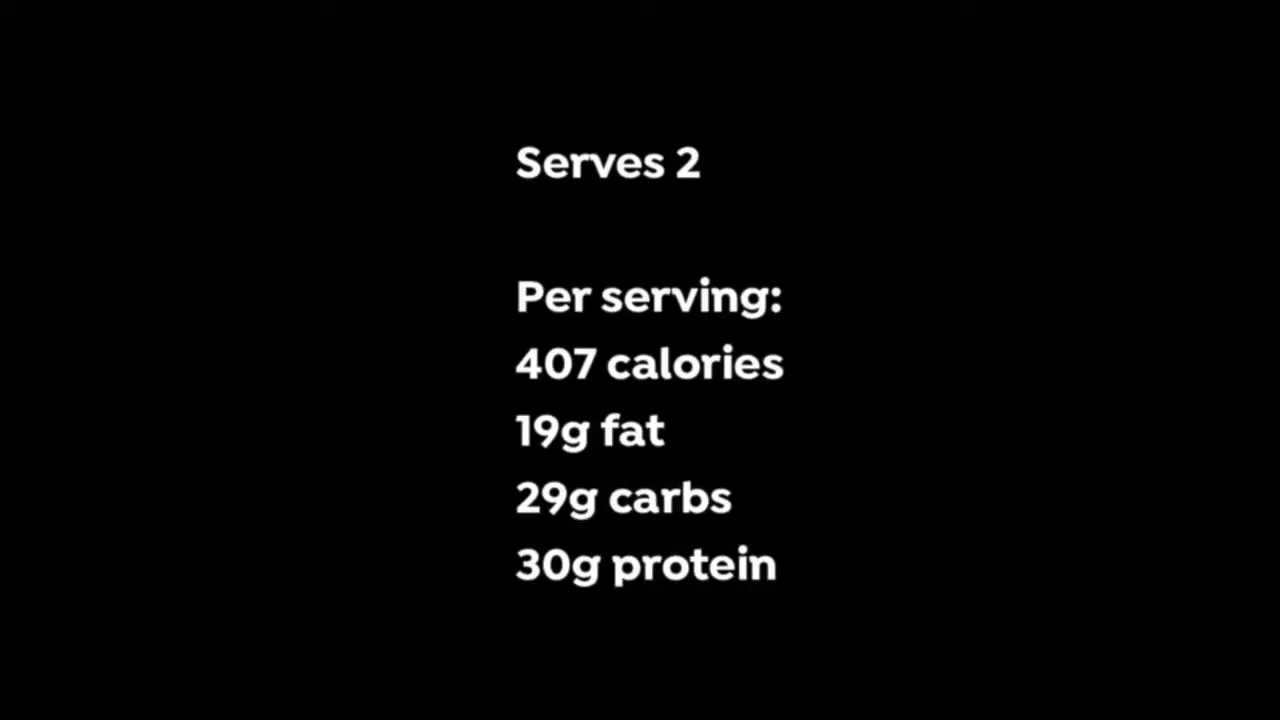 Serves 2
Per serving:
407 calories
19g fat
29g carbs
30g protein